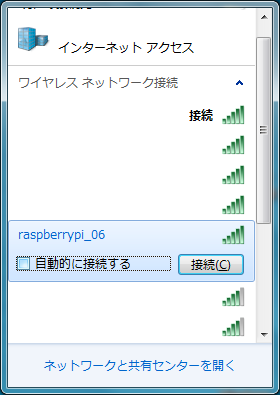 インターネット アクセス
ワイヤレス ネットワーク接続
接続
raspberrypi_06
自動的に接続する
接続(C)
ネットワークと共有センターを開く